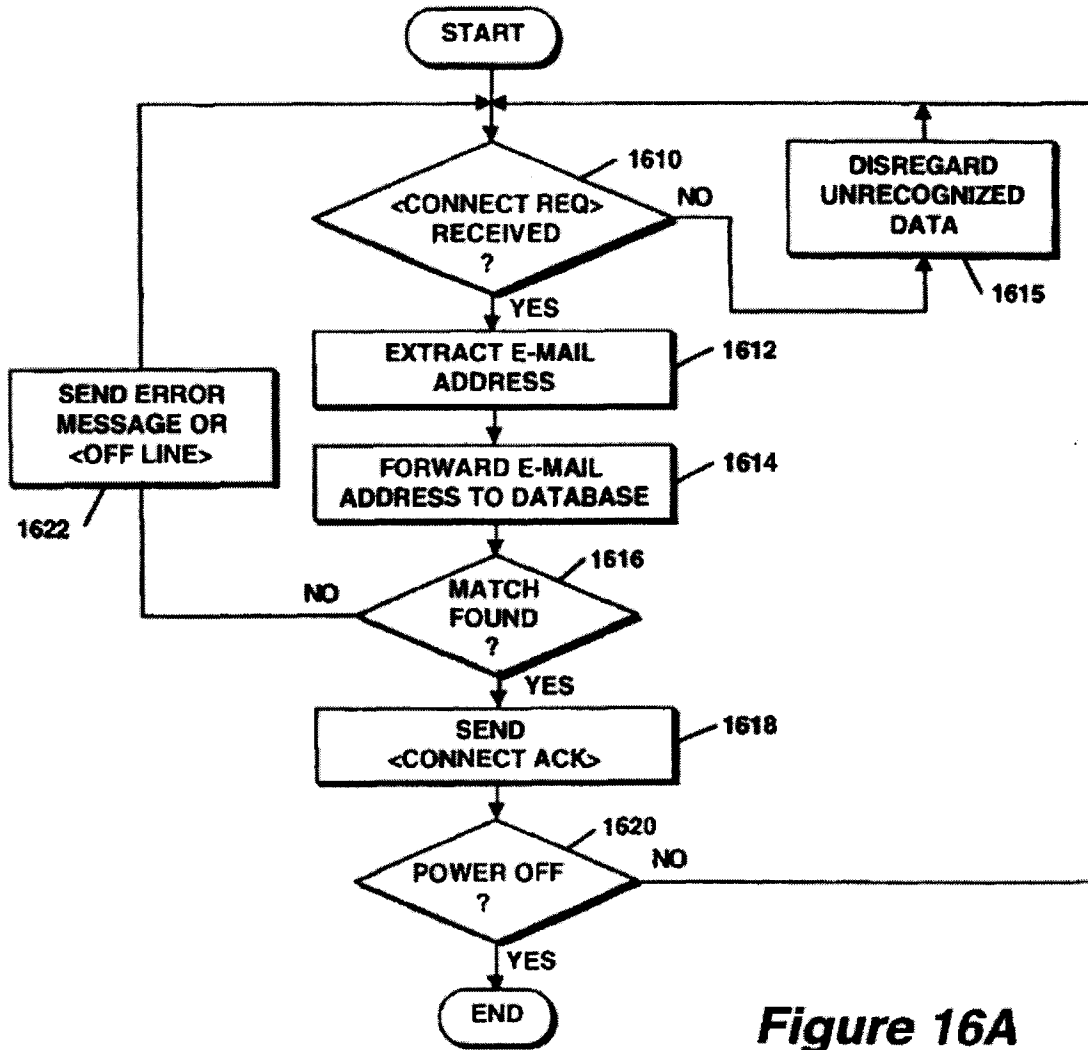 START
1610
<CONNECT REQ>
RECEIVED
?
NO
DISREGARD
UNRECOGNIZED
DATA
1615
YES
EXTRACT E-MAIL
ADDRESS
1612
SEND ERROR
MESSAGE OR
<OFF LINE>
1622
FORWARD E-MAIL
ADDRESS TO DATABASE
1614
1616
NO
MATCH
FOUND
?
YES
SEND
<CONNECT ACK>
1618
1620
POWER OFF
?
NO
YES
END
Figure 16A